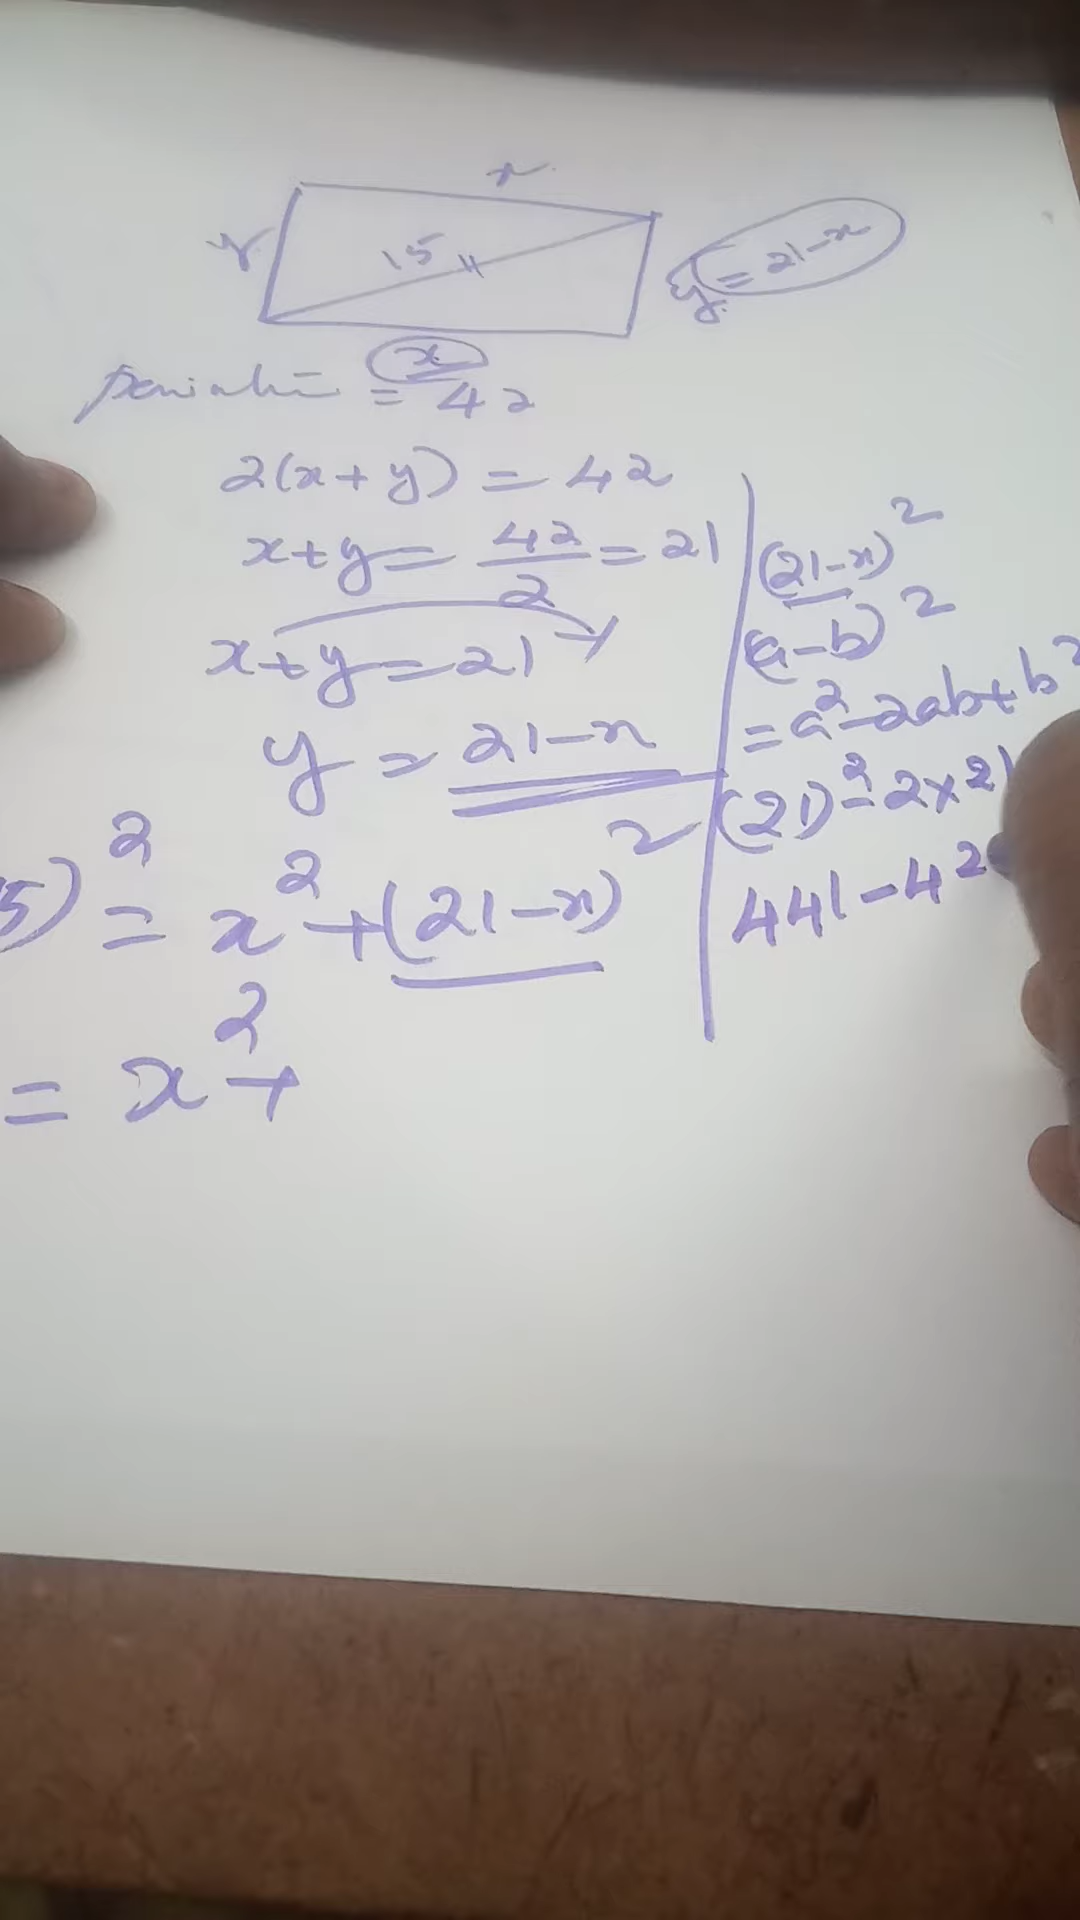 x
y 15 y = 21-x
x
= 42
2(x+y) = 42
x+y = 42/2 = 21
x+y = 21
y = 21-x
5)² = x² + (21-x)²
= x² +
(21-x)²
(a-b)²
= a²-2ab+b²
(21)²-2×21
441-42